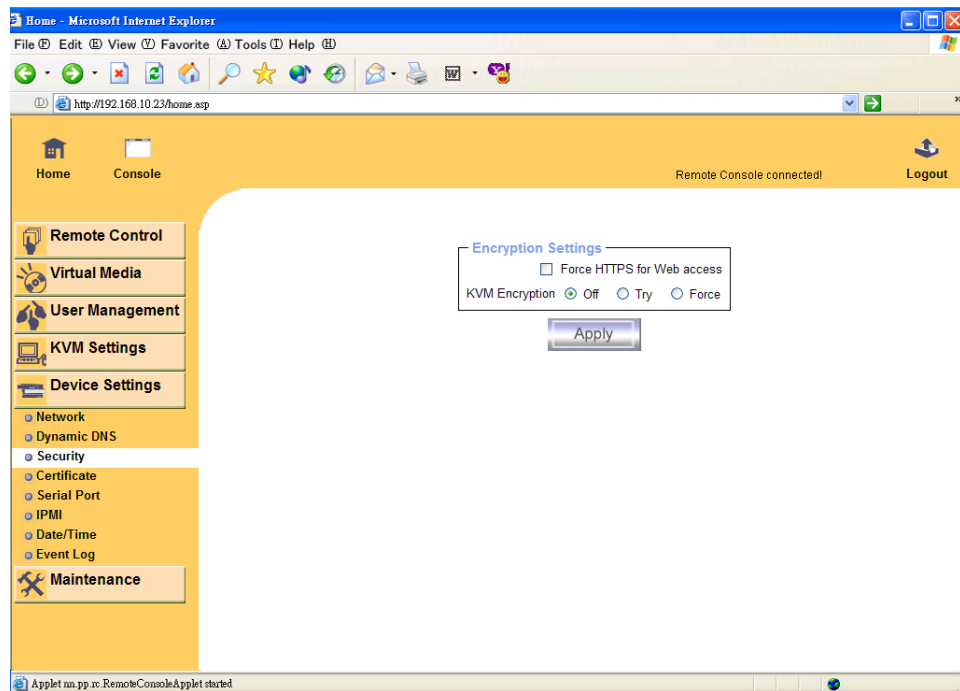 Home - Microsoft Internet Explorer
File (F) Edit (E) View (V) Favorite (A) Tools (T) Help (H)
(D) http://192.168.10.23/home.asp
Home Console Remote Console connected! Logout
Remote Control
Virtual Media
User Management
KVM Settings
Device Settings
Network
Dynamic DNS
Security
Certificate
Serial Port
IPMI
Date/Time
Event Log
Maintenance
Encryption Settings
Force HTTPS for Web access
KVM Encryption Off Try Force
Apply
Applet nn.pp.rc.RemoteConsoleApplet started